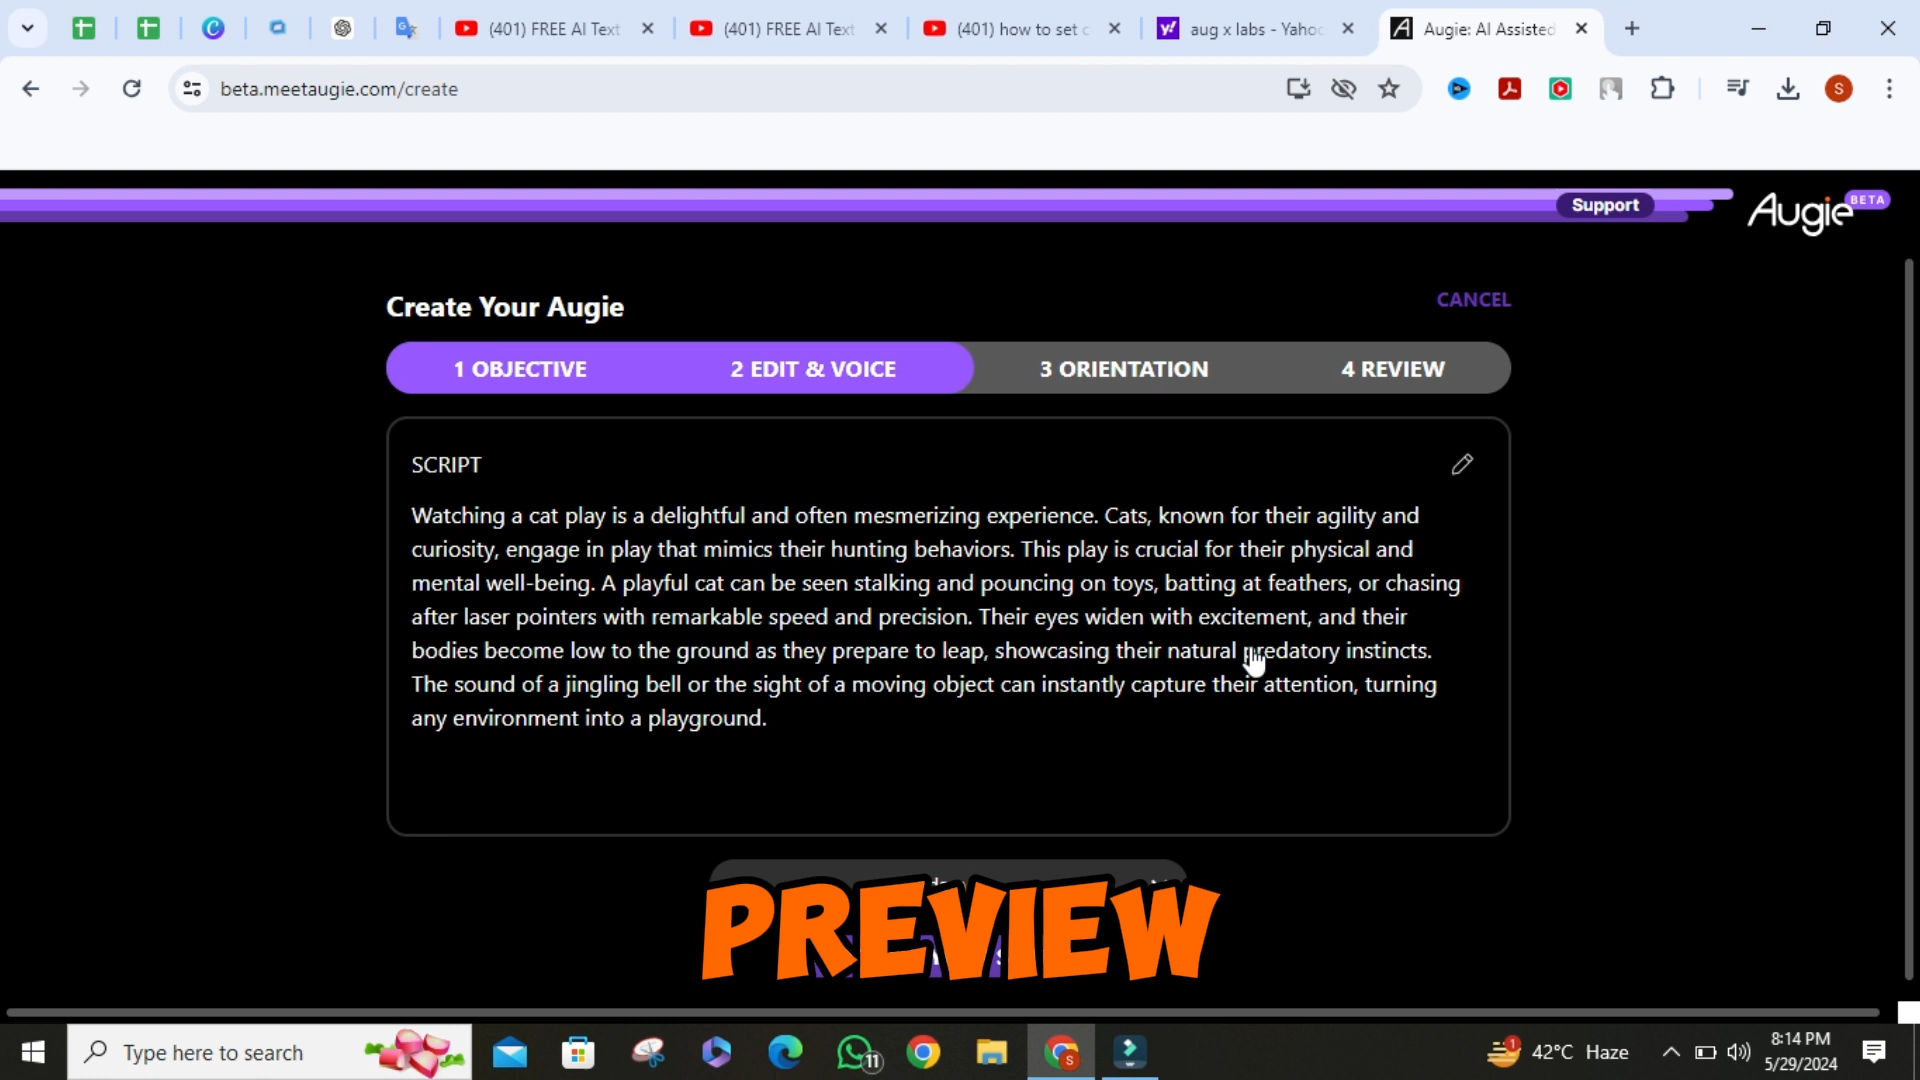 (401) FREE AI Text
(401) FREE AI Text
(401) how to set c
aug x labs - Yahoo
Augie: AI Assisted
beta.meetaugie.com/create
S
Support
Augie BETA
Create Your Augie
CANCEL
1 OBJECTIVE
2 EDIT & VOICE
3 ORIENTATION
4 REVIEW
SCRIPT
Watching a cat play is a delightful and often mesmerizing experience. Cats, known for their agility and
curiosity, engage in play that mimics their hunting behaviors. This play is crucial for their physical and
mental well-being. A playful cat can be seen stalking and pouncing on toys, batting at feathers, or chasing
after laser pointers with remarkable speed and precision. Their eyes widen with excitement, and their
bodies become low to the ground as they prepare to leap, showcasing their natural predatory instincts.
The sound of a jingling bell or the sight of a moving object can instantly capture their attention, turning
any environment into a playground.
PREVIEW
Type here to search
11
S
1
42°C Haze
8:14 PM
5/29/2024